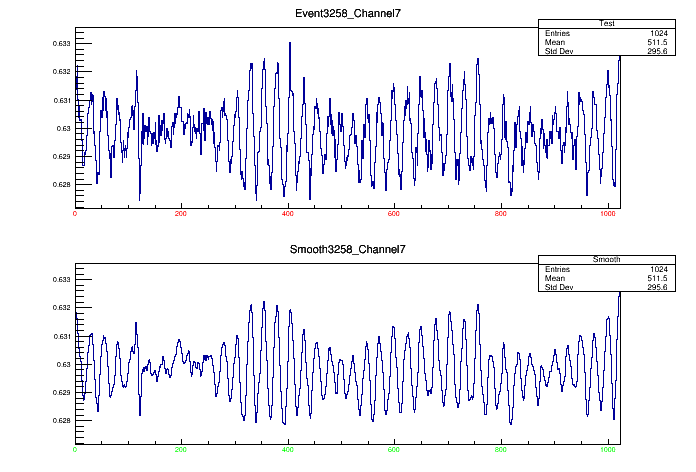 Event3258_Channel7
Test
Entries 1024
Mean 511.5
Std Dev 295.6
0.633
0.632
0.631
0.63
0.629
0.628
0 200 400 600 800 1000
Smooth3258_Channel7
Smooth
Entries 1024
Mean 511.5
Std Dev 295.6
0.633
0.632
0.631
0.63
0.629
0.628
0 200 400 600 800 1000